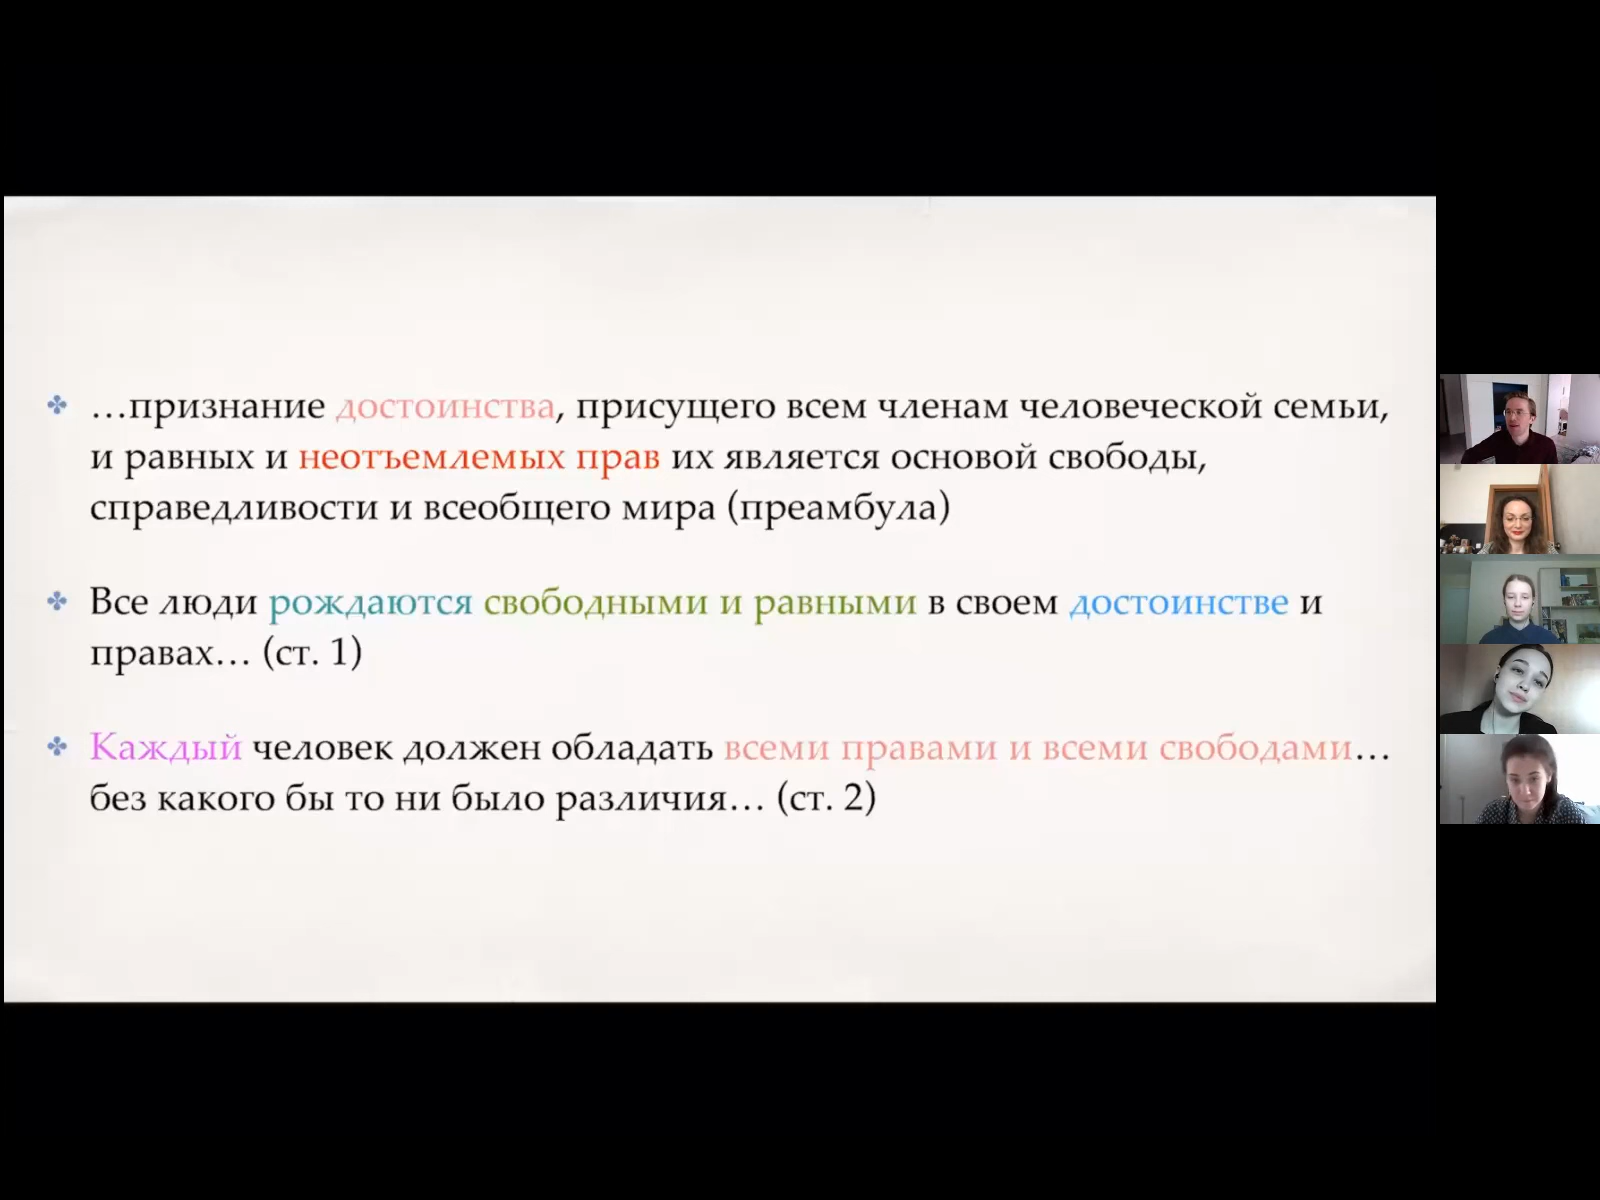 …признание достоинства, присущего всем членам человеческой семьи,
и равных и неотъемлемых прав их является основой свободы,
справедливости и всеобщего мира (преамбула)
Все люди рождаются свободными и равными в своем достоинстве и
правах… (ст. 1)
Каждый человек должен обладать всеми правами и всеми свободами…
без какого бы то ни было различия… (ст. 2)